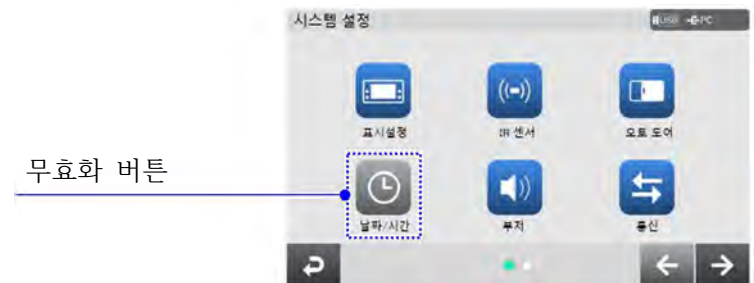 시스템 설정
USB PC
표시설정
IR 센서
오토 도어
무효화 버튼
날짜/시간
부저
통신